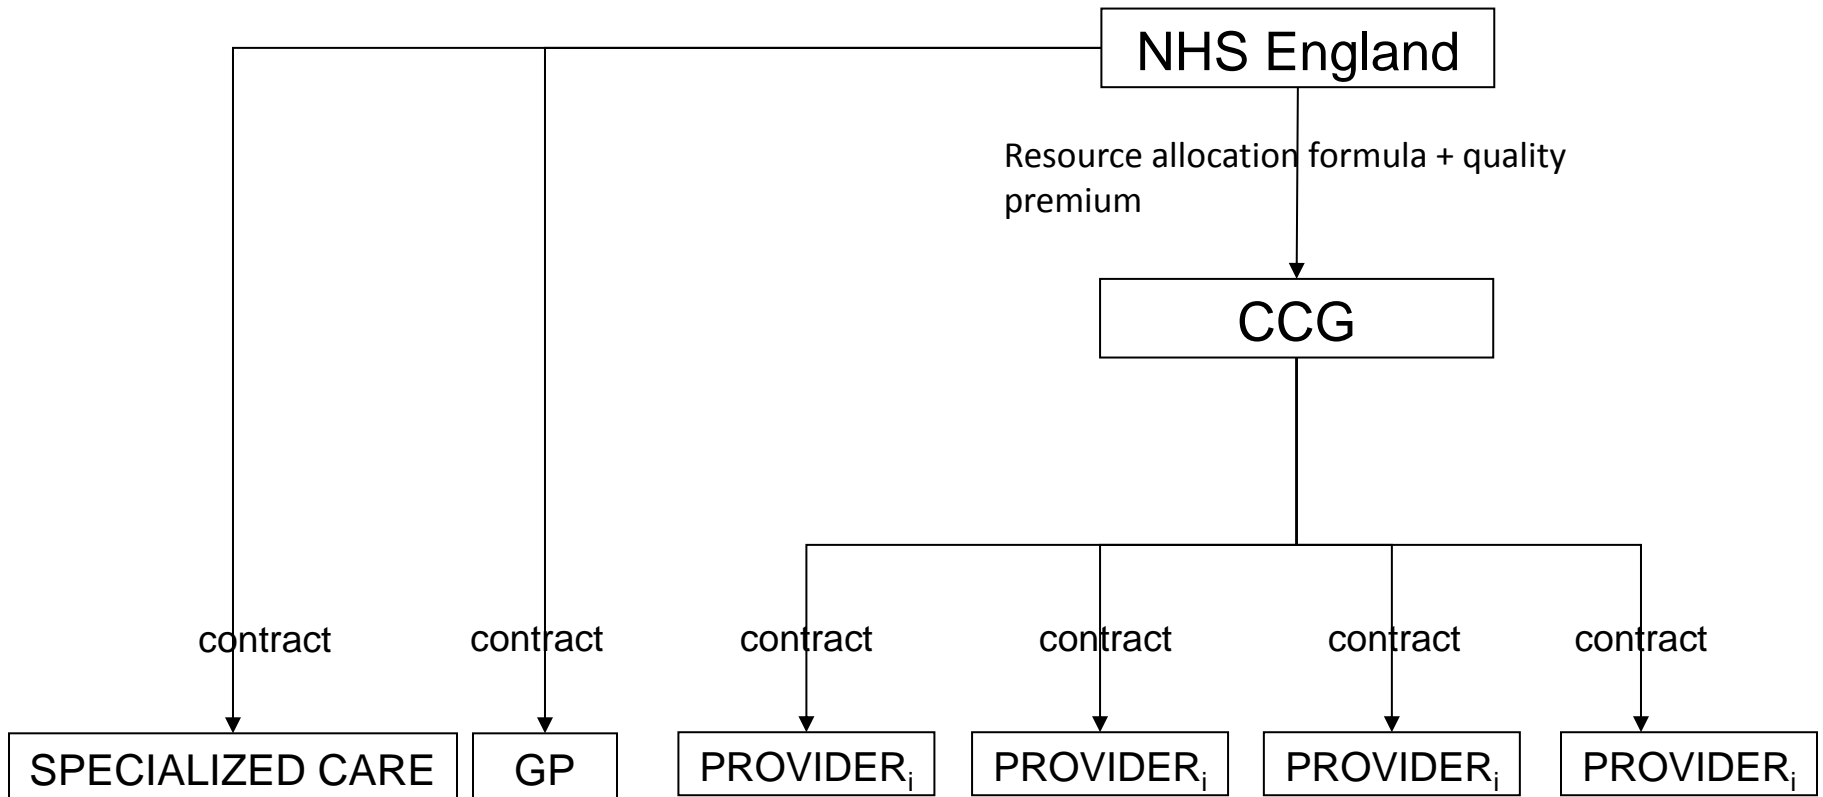 NHS England
Resource allocation formula + quality
premium
CCG
contract
contract
contract
contract
contract
contract
SPECIALIZED CARE
GP
PROVIDERi
PROVIDERi
PROVIDERi
PROVIDERi